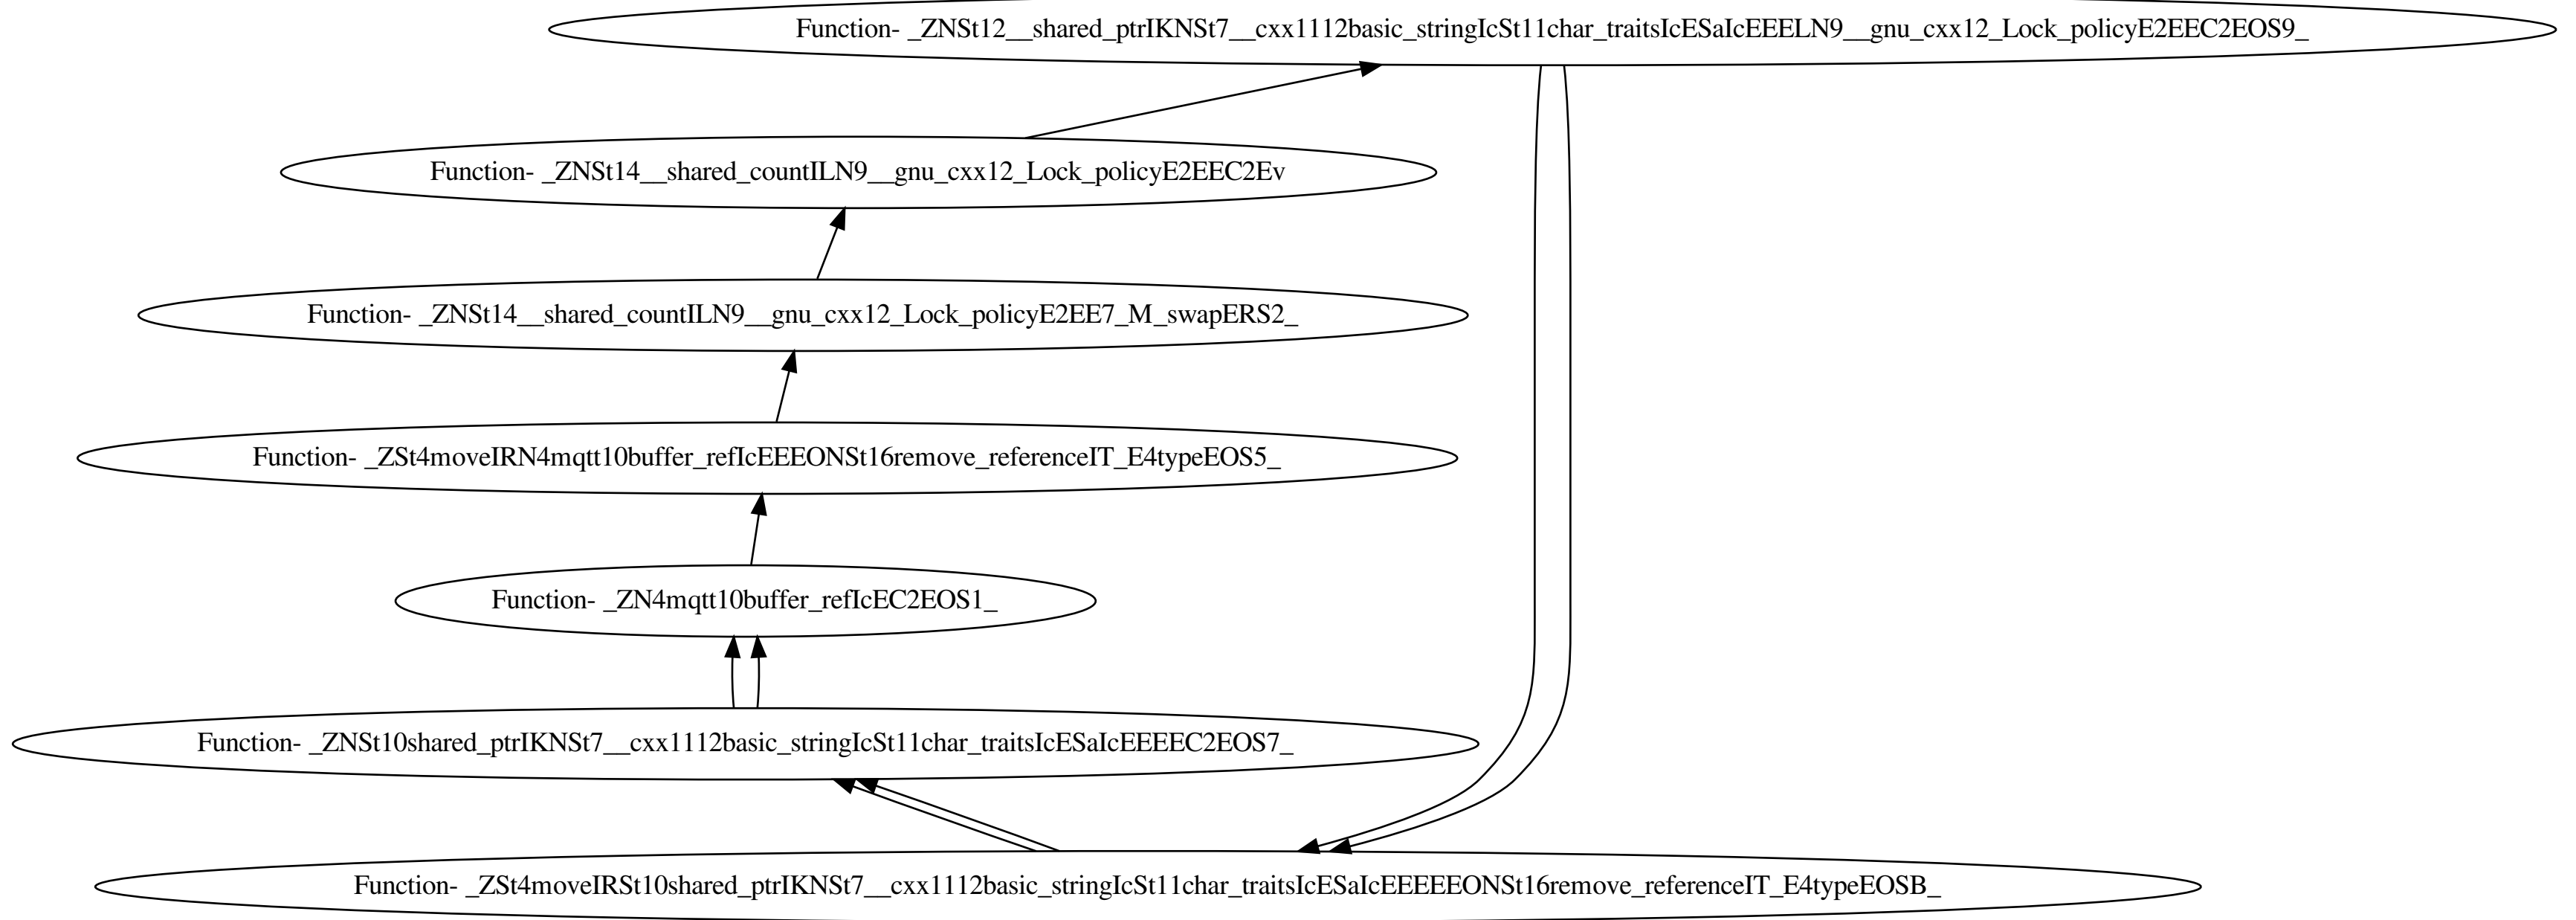 Function- _ZNSt12__shared_ptrIKNSt7__cxx1112basic_stringIcSt11char_traitsIcESaIcEEELN9__gnu_cxx12_Lock_policyE2EEC2EOS9_
Function- _ZNSt14__shared_countILN9__gnu_cxx12_Lock_policyE2EEC2Ev
Function- _ZNSt14__shared_countILN9__gnu_cxx12_Lock_policyE2EE7_M_swapERS2_
Function- _ZSt4moveIRN4mqtt10buffer_refIcEEEONSt16remove_referenceIT_E4typeEOS5_
Function- _ZN4mqtt10buffer_refIcEC2EOS1_
Function- _ZNSt10shared_ptrIKNSt7__cxx1112basic_stringIcSt11char_traitsIcESaIcEEEEC2EOS7_
Function- _ZSt4moveIRSt10shared_ptrIKNSt7__cxx1112basic_stringIcSt11char_traitsIcESaIcEEEEEONSt16remove_referenceIT_E4typeEOSB_